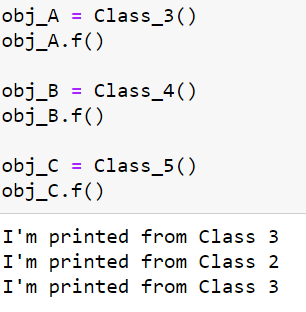 obj_A = Class_3()
obj_A.f()
obj_B = Class_4()
obj_B.f()
obj_C = Class_5()
obj_C.f()
I'm printed from Class 3
I'm printed from Class 2
I'm printed from Class 3